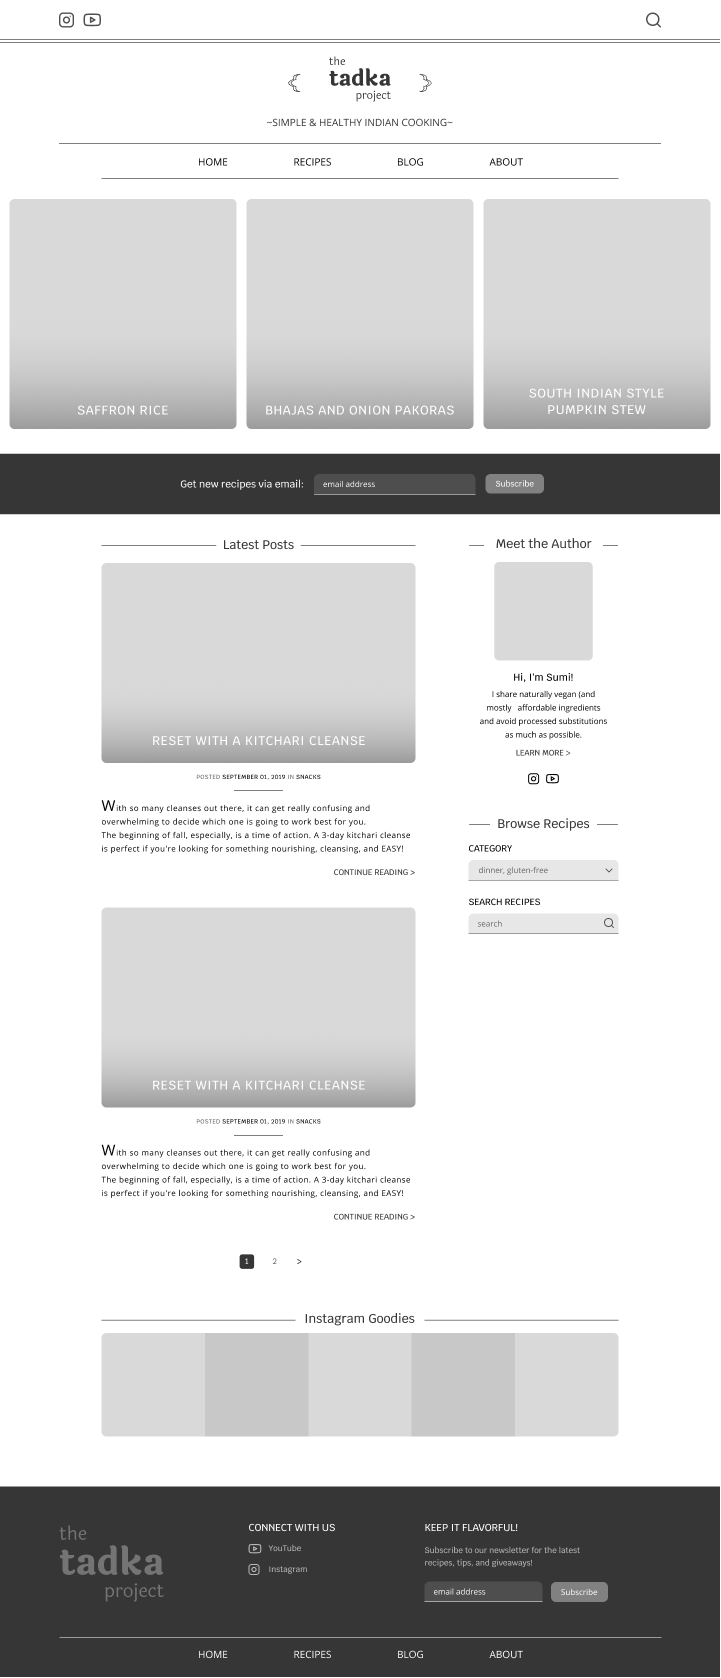 the
tadka
project
~SIMPLE & HEALTHY INDIAN COOKING~
HOME RECIPES BLOG ABOUT
SAFFRON RICE
BHAJAS AND ONION PAKORAS
SOUTH INDIAN STYLE
PUMPKIN STEW
Get new recipes via email: email address Subscribe
Latest Posts
RESET WITH A KITCHARI CLEANSE
POSTED SEPTEMBER 01, 2019 IN SNACKS
With so many cleanses out there, it can get really confusing and
overwhelming to decide which one is going to work best for you.
The beginning of fall, especially, is a time of action. A 3-day kitchari cleanse
is perfect if you're looking for something nourishing, cleansing, and EASY!
CONTINUE READING >
RESET WITH A KITCHARI CLEANSE
POSTED SEPTEMBER 01, 2019 IN SNACKS
With so many cleanses out there, it can get really confusing and
overwhelming to decide which one is going to work best for you.
The beginning of fall, especially, is a time of action. A 3-day kitchari cleanse
is perfect if you're looking for something nourishing, cleansing, and EASY!
CONTINUE READING >
1 2 >
Meet the Author
Hi, I'm Sumi!
I share naturally vegan (and
mostly affordable ingredients
and avoid processed substitutions
as much as possible.
LEARN MORE >
Browse Recipes
CATEGORY
dinner, gluten-free
SEARCH RECIPES
search
Instagram Goodies
the
tadka
project
CONNECT WITH US
YouTube
Instagram
KEEP IT FLAVORFUL!
Subscribe to our newsletter for the latest
recipes, tips, and giveaways!
email address Subscribe
HOME RECIPES BLOG ABOUT